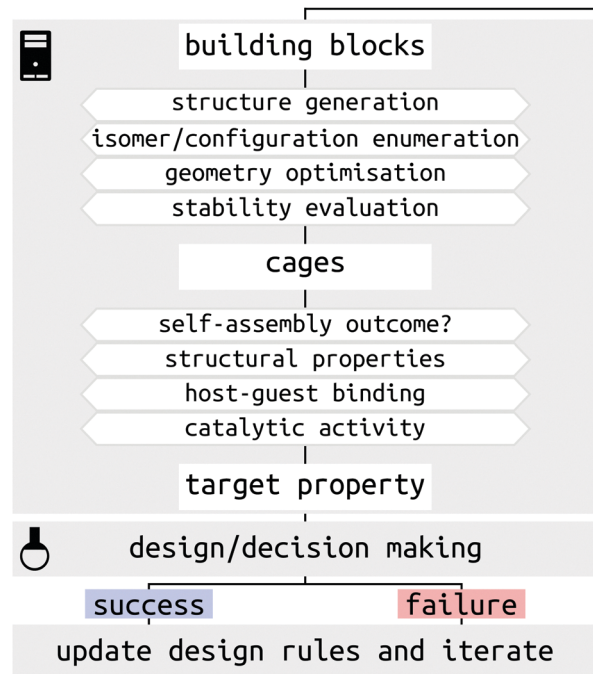 building blocks
structure generation
isomer/configuration enumeration
geometry optimisation
stability evaluation
cages
self-assembly outcome?
structural properties
host-guest binding
catalytic activity
target property
design/decision making
success
failure
update design rules and iterate